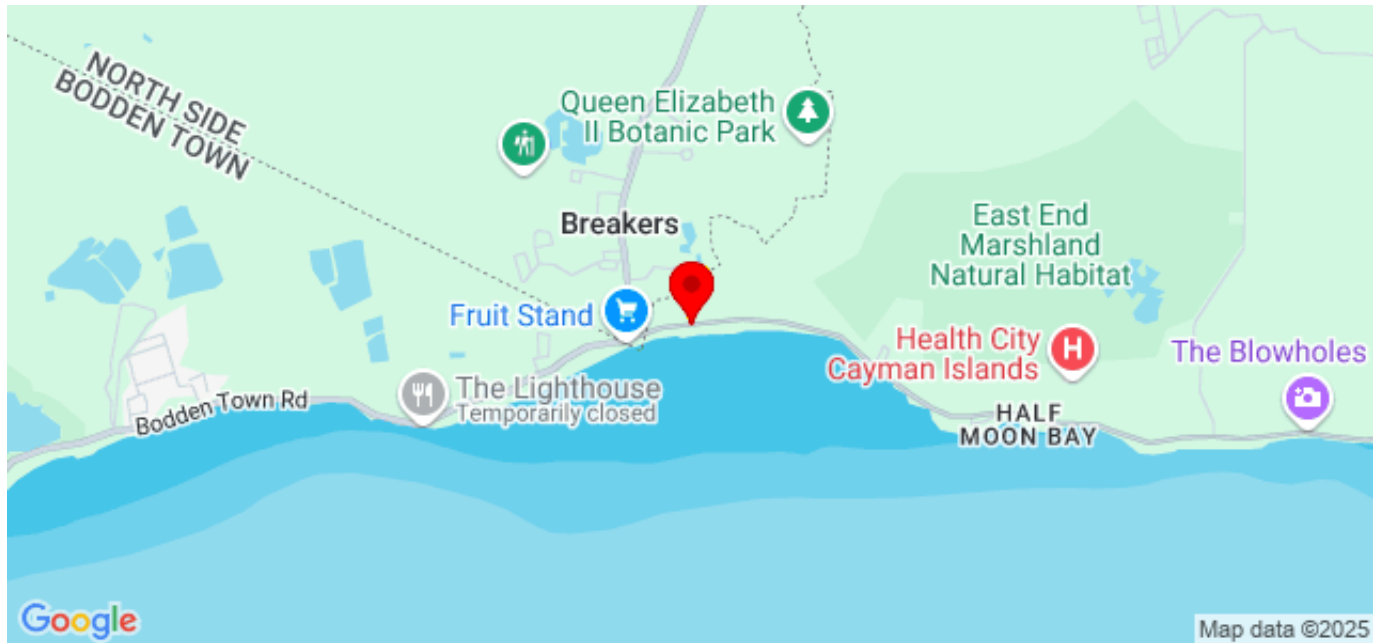 NORTH SIDE
BODDEN TOWN
Queen Elizabeth
II Botanic Park
Breakers
East End
Marshland
Natural Habitat
Fruit Stand
Health City
Cayman Islands
H
The Blowholes
The Lighthouse
Temporarily closed
Bodden Town Rd
HALF
MOON BAY
Google
Map data ©2025